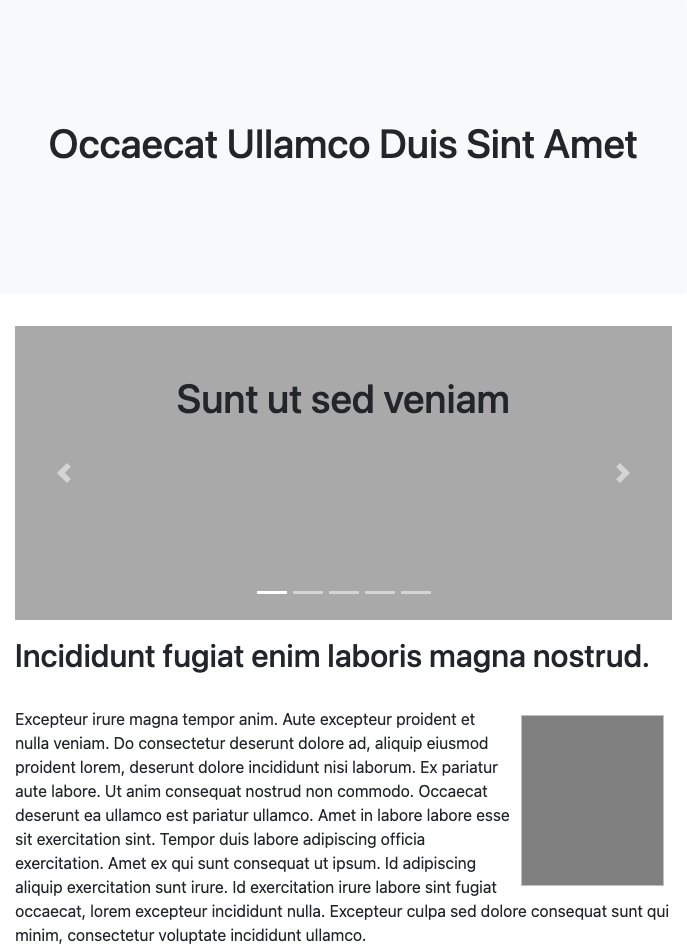 Occaecat Ullamco Duis Sint Amet
Sunt ut sed veniam
Incididunt fugiat enim laboris magna nostrud.
Excepteur irure magna tempor anim. Aute excepteur proident et
nulla veniam. Do consectetur deserunt dolore ad, aliquip eiusmod
proident lorem, deserunt dolore incididunt nisi laborum. Ex pariatur
aute labore. Ut anim consequat nostrud non commodo. Occaecat
deserunt ea ullamco est pariatur ullamco. Amet in labore labore esse
sit exercitation sint. Tempor duis labore adipiscing officia
exercitation. Amet ex qui sunt consequat ut ipsum. Id adipiscing
aliquip exercitation sunt irure. Id exercitation irure labore sint fugiat
occaecat, lorem excepteur incididunt nulla. Excepteur culpa sed dolore consequat sunt qui
minim, consectetur voluptate incididunt ullamco.